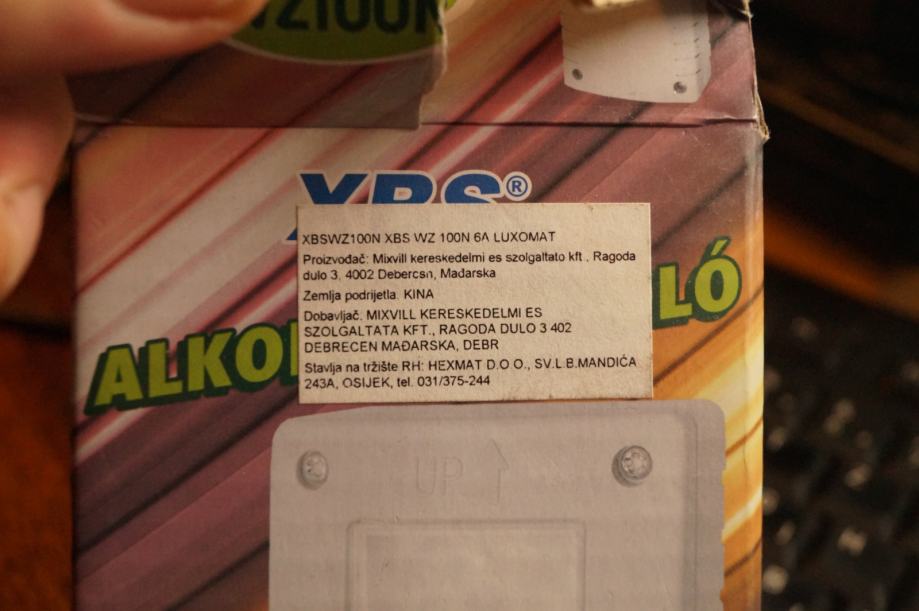 WZ100N
XBS®
XBSWZ100N XBS WZ 100N 6A LUXOMAT
Proizvođač: Mixvill kereskedelmi es szolgaltato kft., Ragoda
dulo 3. 4002 Debercsn, Mađarska
Zemlja podrijetla. KINA
Dobavljač. MIXVILL KERESKEDELMI ES
SZOLGALTATA KFT., RAGODA DULO 3 402
DEBRECEN MAĐARSKA, DEBR
Stavlja na tržište RH: HEXMAT D.O O., SV.L B.MANDIĆA
243A, OSIJEK, tel. 031/375-244
ALKO LÓ
UP